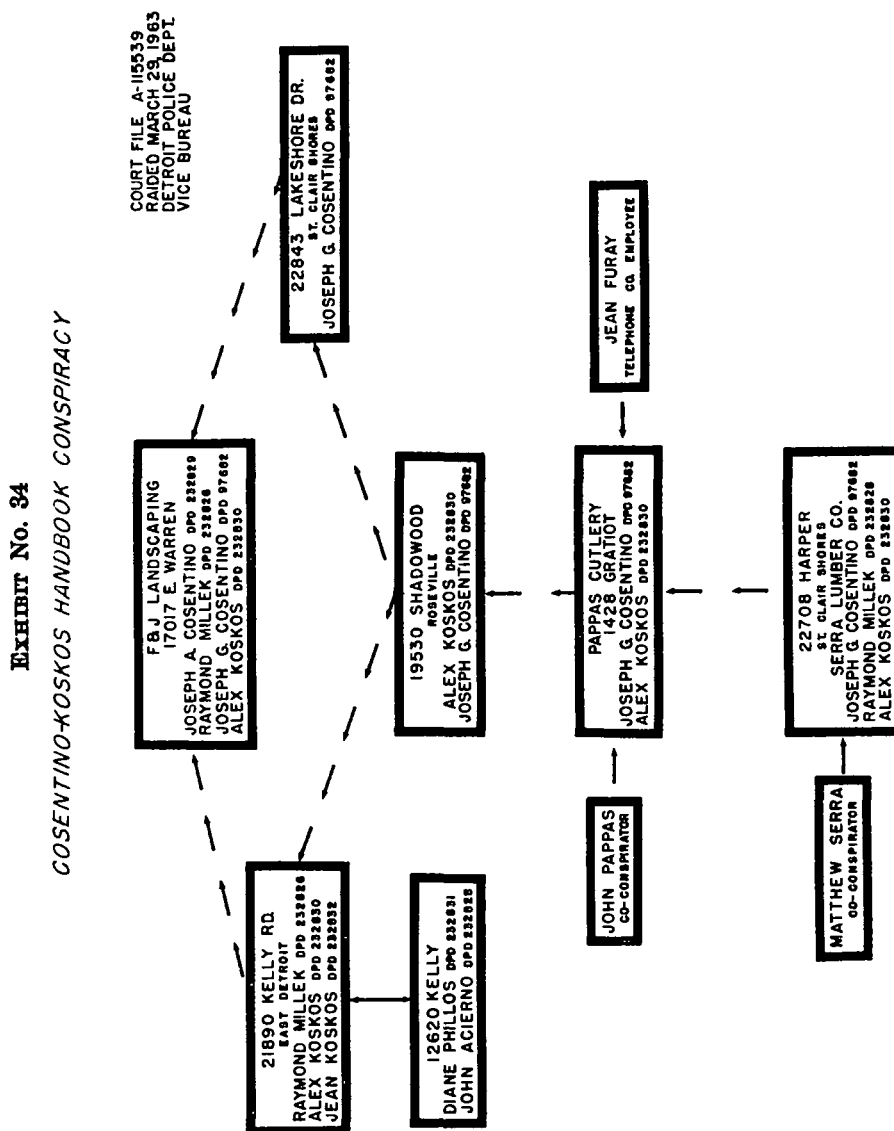 EXHIBIT No. 34
COSENTINO-KOSKOS HANDBOOK CONSPIRACY
COURT FILE A-115539
RAIDED MARCH 29, 1963
DETROIT POLICE DEPT.
VICE BUREAU
F&J LANDSCAPING
17017 E. WARREN
JOSEPH A. COSENTINO DPD 232829
RAYMOND MILLEK DPD 232826
JOSEPH G. COSENTINO DPD 97682
ALEX KOSKOS DPD 232830
22843 LAKESHORE DR.
ST. CLAIR SHORES
JOSEPH G. COSENTINO DPD 97682
21890 KELLY RD.
EAST DETROIT
RAYMOND MILLEK DPD 232826
ALEX KOSKOS DPD 232830
JEAN KOSKOS DPD 232832
19530 SHADOWOOD
ROSEVILLE
ALEX KOSKOS DPD 232830
JOSEPH G. COSENTINO DPD 97682
12620 KELLY
DIANE PHILLOS DPD 232831
JOHN ACIERNO DPD 232828
JOHN PAPPAS
CO-CONSPIRATOR
PAPPAS CUTLERY
1428 GRATIOT
JOSEPH G. COSENTINO DPD 97682
ALEX KOSKOS DPD 232830
JEAN FURAY
TELEPHONE CO. EMPLOYEE
MATTHEW SERRA
CO-CONSPIRATOR
22708 HARPER
ST. CLAIR SHORES
SERRA LUMBER CO.
JOSEPH G. COSENTINO DPD 97682
RAYMOND MILLEK DPD 232826
ALEX KOSKOS DPD 232830